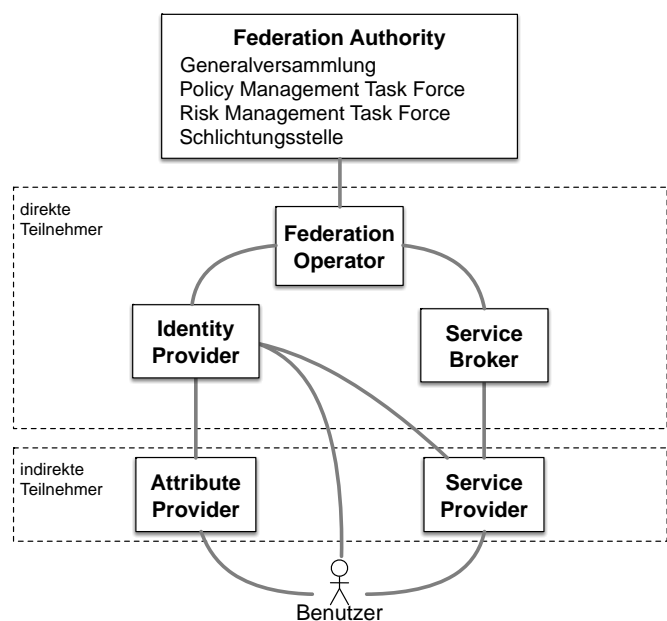 Federation Authority
Generalversammlung
Policy Management Task Force
Risk Management Task Force
Schlichtungsstelle
direkte
Teilnehmer
Federation
Operator
Identity
Provider
Service
Broker
indirekte
Teilnehmer
Attribute
Provider
Service
Provider
Benutzer